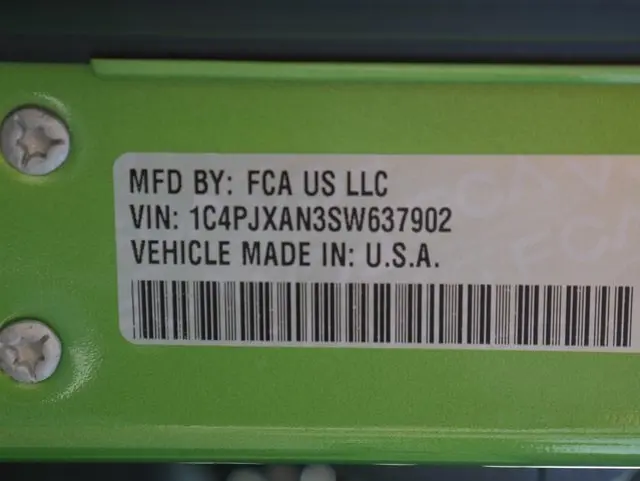 MFD BY: FCA US LLC
VIN: 1C4PJXAN3SW637902
VEHICLE MADE IN: U.S.A.